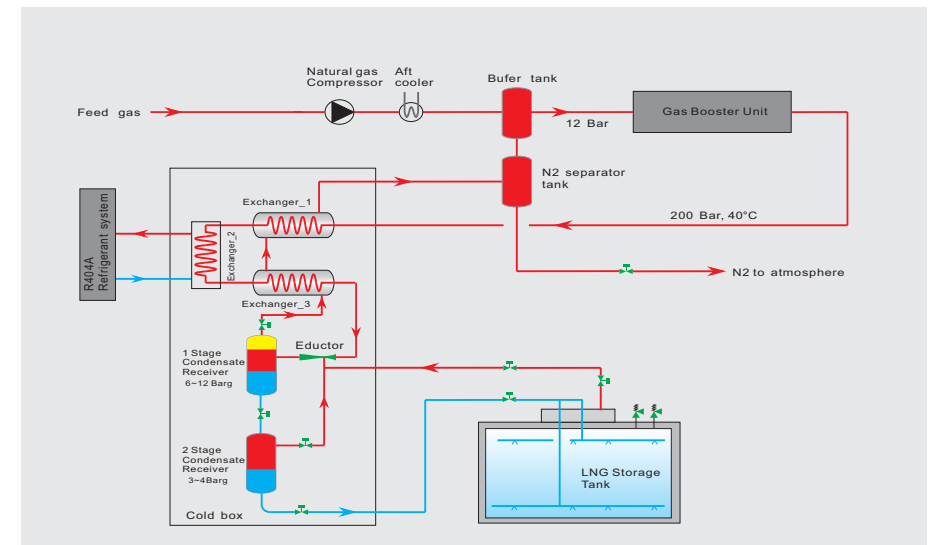 Natural gas
Compressor
Aft
cooler
Bufer tank
Feed gas
12 Bar
Gas Booster Unit
N2 separator
tank
Exchanger_1
200 Bar, 40°C
R404A
Refrigerant system
Exchanger_2
N2 to atmosphere
Exchanger_3
Eductor
1 Stage
Condensate
Receiver
6~12 Barg
2 Stage
Condensate
Receiver
3~4Barg
LNG Storage
Tank
Cold box